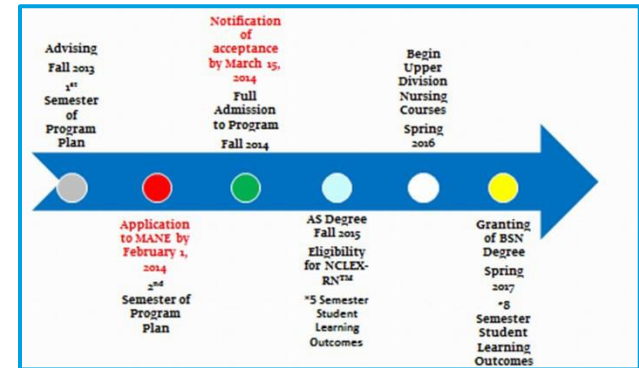 Advising
Fall 2013
1st
Semester
of
Program
Plan
Application
to MANE by
February 1,
2014
2nd
Semester of
Program
Plan
Notification
of
acceptance
by March 15,
2014
Full
Admission
to Program
Fall 2014
AS Degree
Fall 2015
Eligibility
for NCLEX-
RN™
*5 Semester
Student
Learning
Outcomes
Begin
Upper
Division
Nursing
Courses
Spring
2016
Granting
of BSN
Degree
Spring
2017
*8
Semester
Student
Learning
Outcomes